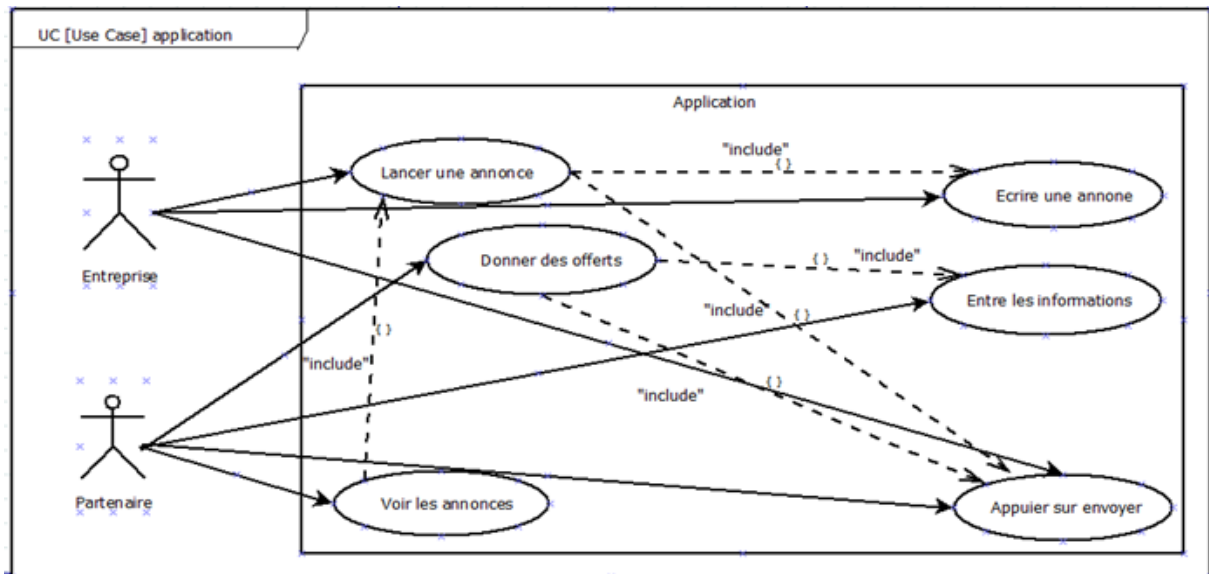 UC [Use Case] application
Application
"include"
{ }
Lancer une annonce
Ecrire une annone
Entreprise
Donner des offerts
{ }
"include"
Entre les informations
"include"
{ }
{ }
"include"
{ }
"include"
Partenaire
Voir les annonces
Appuier sur envoyer